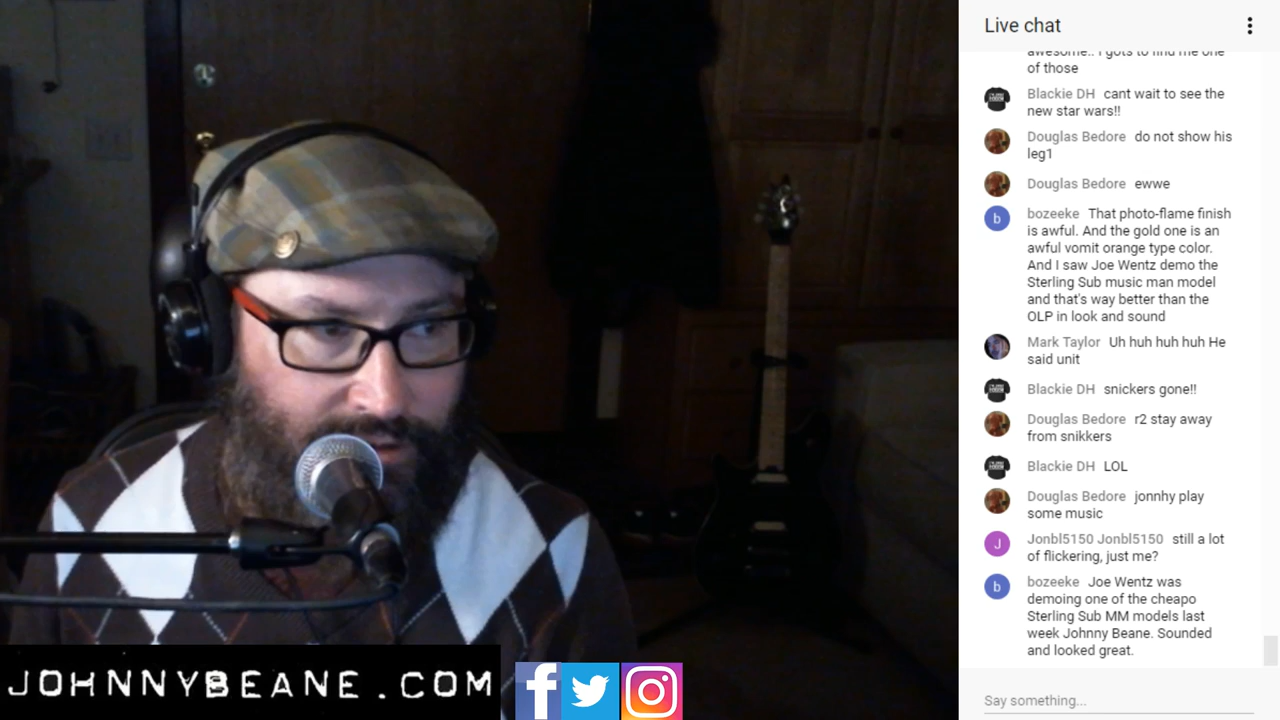 Live chat
awesome.. I gots to find me one
of those
Blackie DH cant wait to see the
new star wars!!
Douglas Bedore do not show his
leg1
Douglas Bedore ewwe
b
bozeeke That photo-flame finish
is awful. And the gold one is an
awful vomit orange type color.
And I saw Joe Wentz demo the
Sterling Sub music man model
and that's way better than the
OLP in look and sound
Mark Taylor Uh huh huh huh He
said unit
Blackie DH snickers gone!!
Douglas Bedore r2 stay away
from snikkers
Blackie DH LOL
Douglas Bedore jonnhy play
some music
J
Jonbl5150 Jonbl5150 still a lot
of flickering, just me?
b
bozeeke Joe Wentz was
demoing one of the cheapo
Sterling Sub MM models last
week Johnny Beane. Sounded
and looked great.
Say something...
JOHNNYBEANE.COM
f